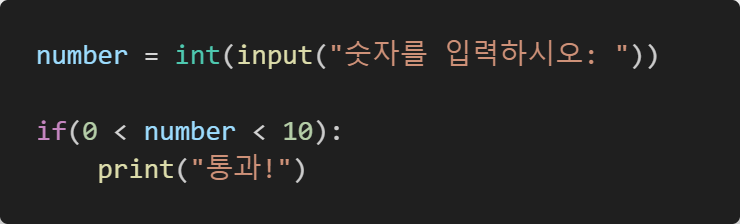 number = int(input("숫자를 입력하시오: "))
if(0 < number < 10):
    print("통과!")